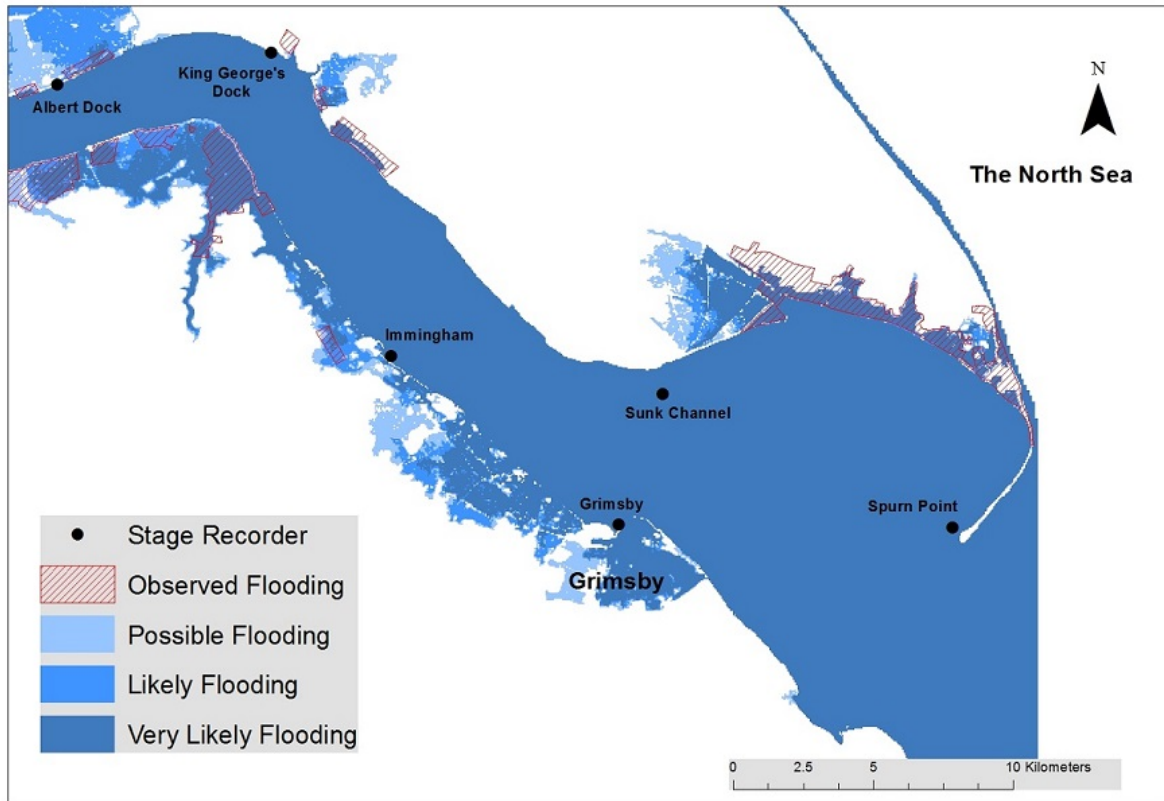 King George's
Dock
Albert Dock
N
The North Sea
Immingham
Sunk Channel
Grimsby
Spurn Point
Grimsby
Stage Recorder
Observed Flooding
Possible Flooding
Likely Flooding
Very Likely Flooding
0 2.5 5 10 Kilometers